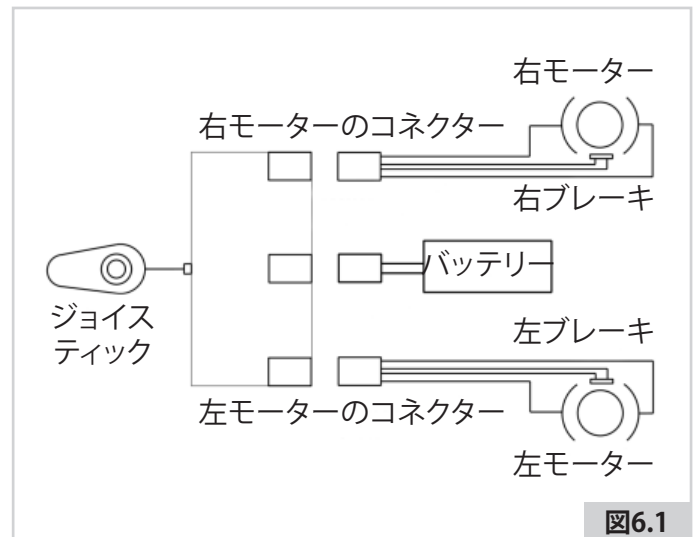 右モーター
右モーターのコネクター
右ブレーキ
バッテリー
ジョイス
ティック
左ブレーキ
左モーターのコネクター
左モーター
図6.1